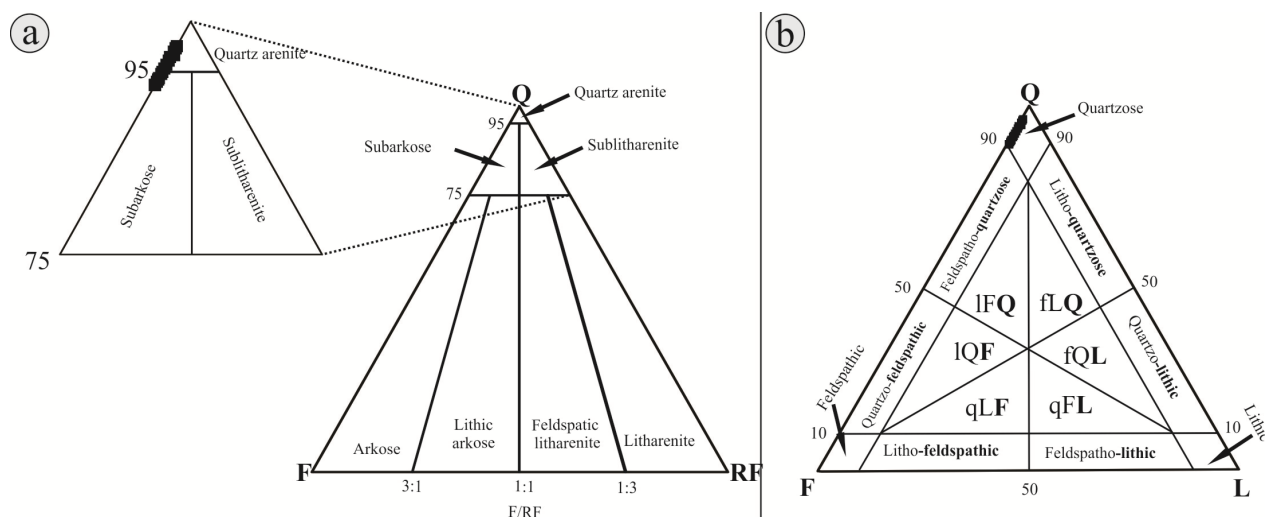 a
95
Quartz arenite
Subarkose
Sublitharenite
75
Q
Quartz arenite
95
Subarkose
Sublitharenite
75
Arkose
Lithic
arkose
Feldspatic
litharenite
Litharenite
F
RF
3:1
1:1
1:3
F/RF
b
Q
Quartzose
90
90
Feldspatho-quartzose
Litho-quartzose
50
50
lFQ
fLQ
Quartzo-feldspathic
Quartzo-lithic
lQF
fQL
Feldspathic
qLF
qFL
Lithic
10
10
Litho-feldspathic
Feldspatho-lithic
F
50
L